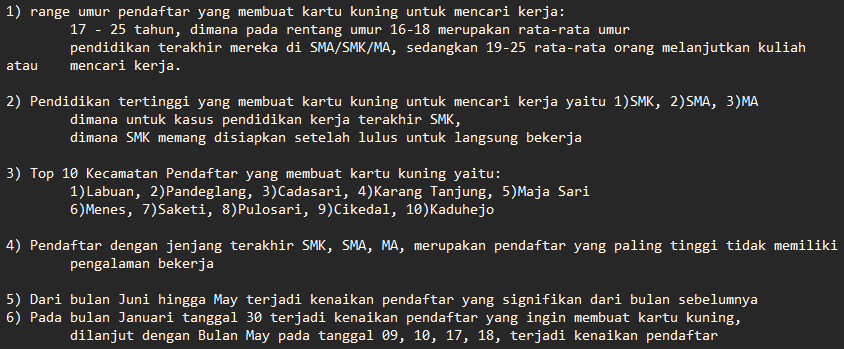 1) range umur pendaftar yang membuat kartu kuning untuk mencari kerja:
17 - 25 tahun, dimana pada rentang umur 16-18 merupakan rata-rata umur
pendidikan terakhir mereka di SMA/SMK/MA, sedangkan 19-25 rata-rata orang melanjutkan kuliah
atau mencari kerja.
2) Pendidikan tertinggi yang membuat kartu kuning untuk mencari kerja yaitu 1)SMK, 2)SMA, 3)MA
dimana untuk kasus pendidikan kerja terakhir SMK,
dimana SMK memang disiapkan setelah lulus untuk langsung bekerja
3) Top 10 Kecamatan Pendaftar yang membuat kartu kuning yaitu:
1)Labuan, 2)Pandeglang, 3)Cadasari, 4)Karang Tanjung, 5)Maja Sari
6)Menes, 7)Saketi, 8)Pulosari, 9)Cikedal, 10)Kaduhejo
4) Pendaftar dengan jenjang terakhir SMK, SMA, MA, merupakan pendaftar yang paling tinggi tidak memiliki
pengalaman bekerja
5) Dari bulan Juni hingga May terjadi kenaikan pendaftar yang signifikan dari bulan sebelumnya
6) Pada bulan Januari tanggal 30 terjadi kenaikan pendaftar yang ingin membuat kartu kuning,
dilanjut dengan Bulan May pada tanggal 09, 10, 17, 18, terjadi kenaikan pendaftar